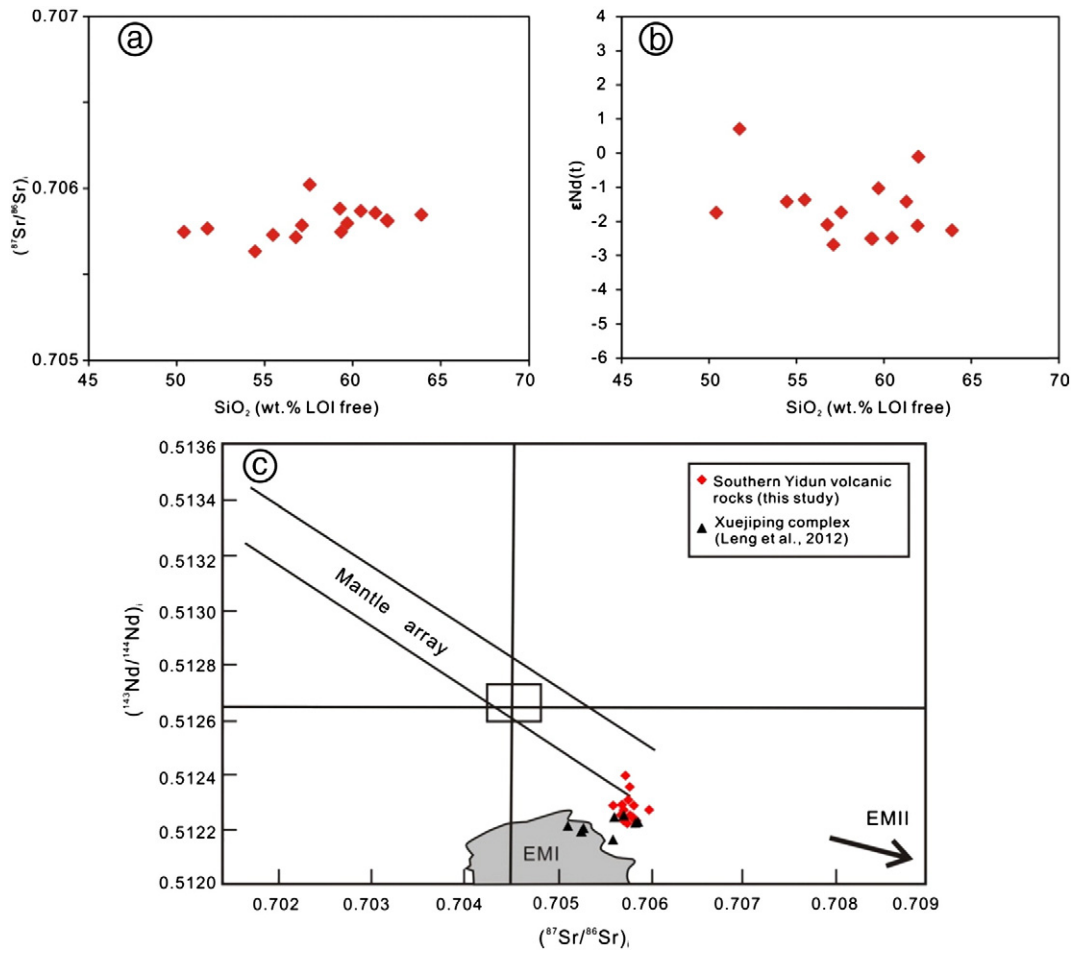 0.707
0.706
0.705
(⁸⁷Sr/⁸⁶Sr)ᵢ
ⓐ
45 50 55 60 65 70
SiO₂ (wt.% LOI free)
4
3
2
1
0
-1
-2
-3
-4
-5
-6
εNd(t)
ⓑ
45 50 55 60 65 70
SiO₂ (wt.% LOI free)
0.5136
0.5134
0.5132
0.5130
0.5128
0.5126
0.5124
0.5122
0.5120
(¹⁴³Nd/¹⁴⁴Nd)ᵢ
ⓒ
Southern Yidun volcanic
rocks (this study)
Xuejiping complex
(Leng et al., 2012)
Mantle array
EMI
EMII
0.702 0.703 0.704 0.705 0.706 0.707 0.708 0.709
(⁸⁷Sr/⁸⁶Sr)ᵢ